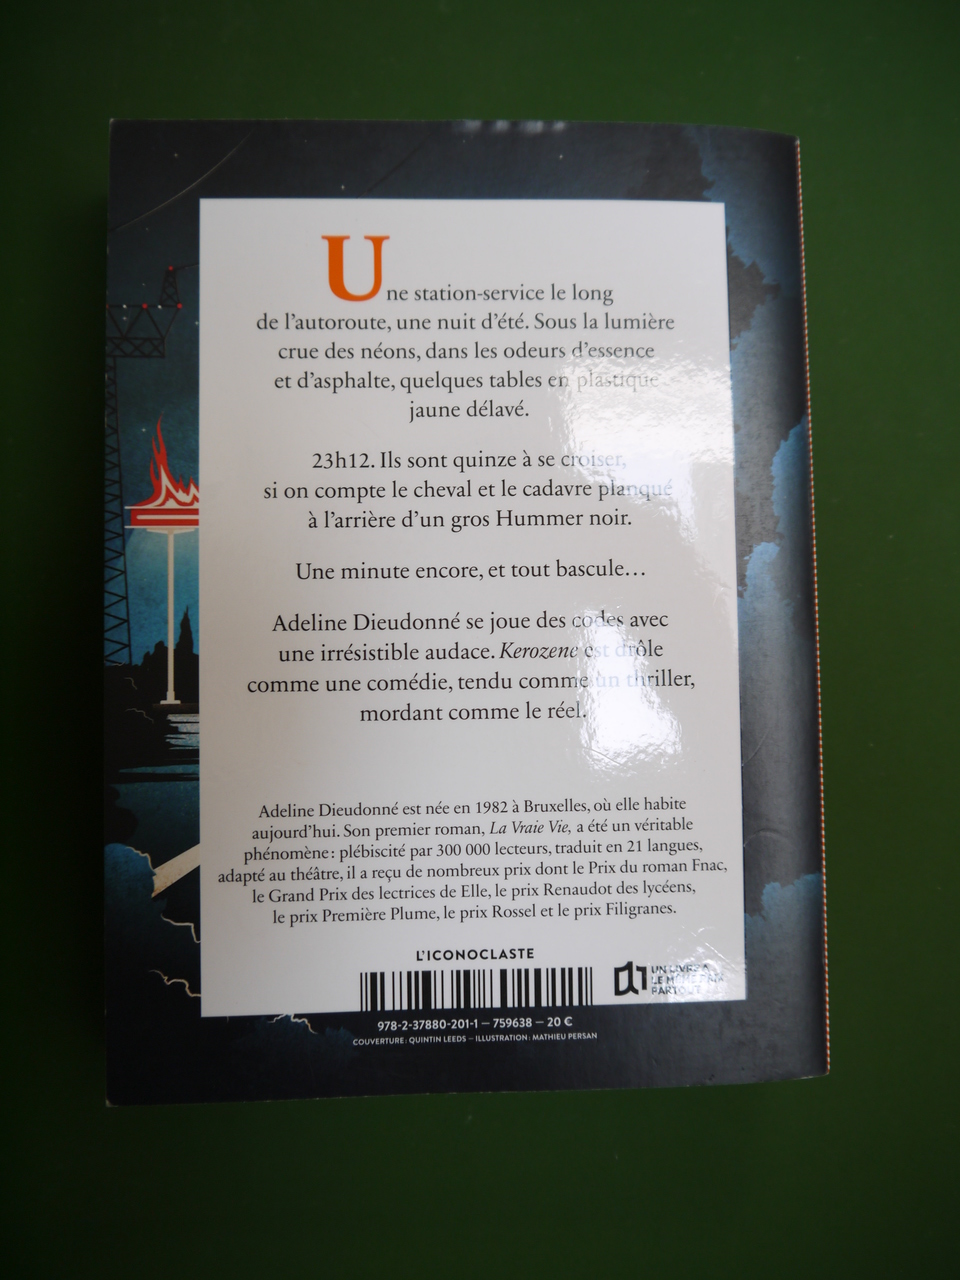 Une station-service le long
de l'autoroute, une nuit d'été. Sous la lumière
crue des néons, dans les odeurs d'essence
et d'asphalte, quelques tables en plastique
jaune délavé.
23h12. Ils sont quinze à se croiser,
si on compte le cheval et le cadavre planqué
à l'arrière d'un gros Hummer noir.
Une minute encore, et tout bascule…
Adeline Dieudonné se joue des codes avec
une irrésistible audace. Kerozene est drôle
comme une comédie, tendu comme un thriller,
mordant comme le réel.
Adeline Dieudonné est née en 1982 à Bruxelles, où elle habite
aujourd'hui. Son premier roman, La Vraie Vie, a été un véritable
phénomène : plébiscité par 300 000 lecteurs, traduit en 21 langues,
adapté au théâtre, il a reçu de nombreux prix dont le Prix du roman Fnac,
le Grand Prix des lectrices de Elle, le prix Renaudot des lycéens,
le prix Première Plume, le prix Rossel et le prix Filigranes.
L'ICONOCLASTE
UN LIVRE A
LE MÊME PRIX
PARTOUT
978-2-37880-201-1 – 759638 – 20 €
COUVERTURE : QUINTIN LEEDS – ILLUSTRATION : MATHIEU PERSAN